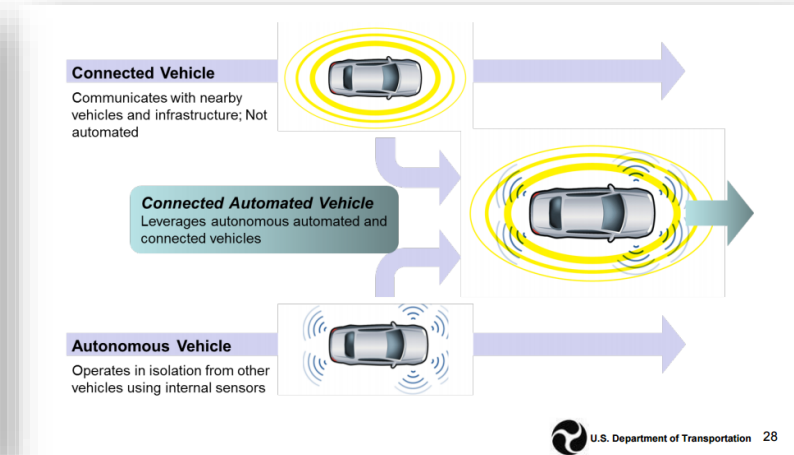 Connected Vehicle
Communicates with nearby
vehicles and infrastructure; Not
automated
Connected Automated Vehicle
Leverages autonomous automated and
connected vehicles
Autonomous Vehicle
Operates in isolation from other
vehicles using internal sensors
U.S. Department of Transportation 28